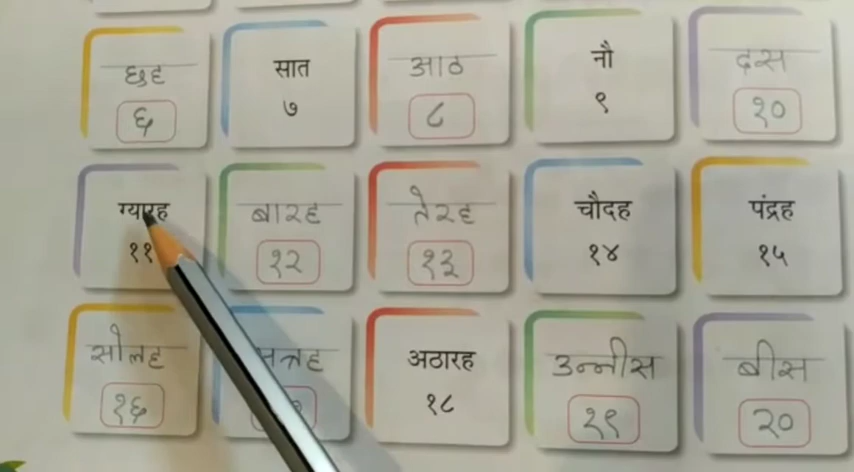 छह सात आठ नौ दस
६ ७ ८ ९ १०
ग्यारह बारह तेरह चौदह पंद्रह
११ १२ १३ १४ १५
सोलह सत्रह अठारह उन्नीस बीस
१६ १८ १९ २०